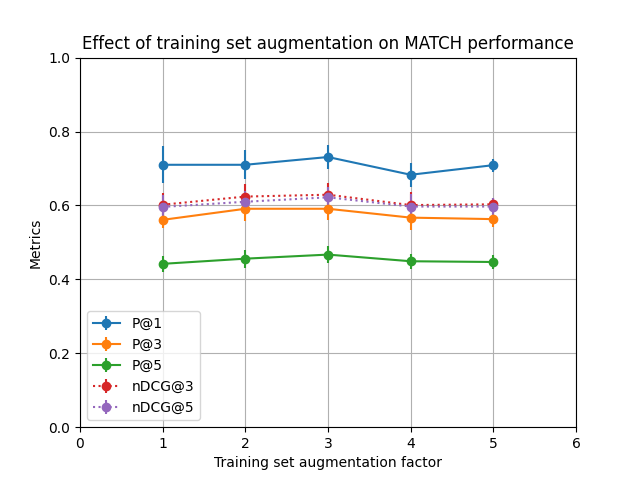 Effect of training set augmentation on MATCH performance
1.0
0.8
0.6
0.4
0.2
0.0
Metrics
P@1
P@3
P@5
nDCG@3
nDCG@5
0 1 2 3 4 5 6
Training set augmentation factor